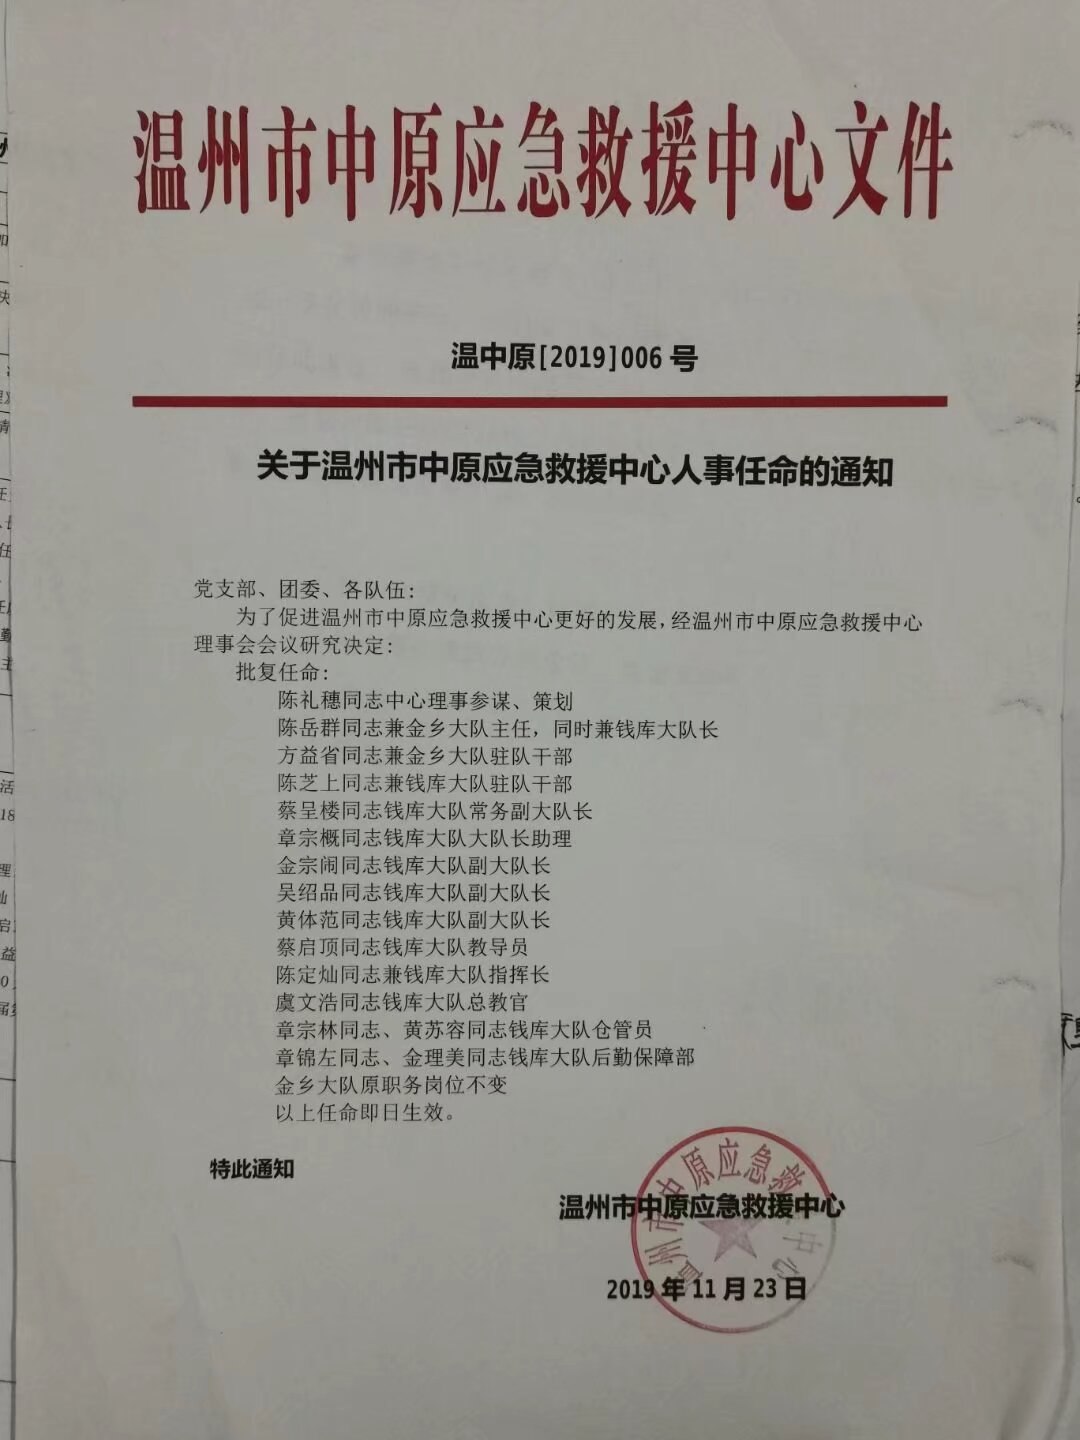 温州市中原应急救援中心文件
温中原[2019]006 号
关于温州市中原应急救援中心人事任命的通知
党支部、团委、各队伍:
为了促进温州市中原应急救援中心更好的发展,经温州市中原应急救援中心
理事会会议研究决定:
批复任命:
陈礼穗同志中心理事参谋、策划
陈岳群同志兼金乡大队主任，同时兼钱库大队长
方益省同志兼金乡大队驻队干部
陈芝上同志兼钱库大队驻队干部
蔡呈楼同志钱库大队常务副大队长
章宗概同志钱库大队大队长助理
金宗闹同志钱库大队副大队长
吴绍品同志钱库大队副大队长
黄体范同志钱库大队副大队长
蔡启顶同志钱库大队教导员
陈定灿同志兼钱库大队指挥长
虞文浩同志钱库大队总教官
章宗林同志、黄苏容同志钱库大队仓管员
章锦左同志、金理美同志钱库大队后勤保障部
金乡大队原职务岗位不变
以上任命即日生效。
特此通知
温州市中原应急救援中心
2019 年 11 月 23 日
温州市中原应急救援中心